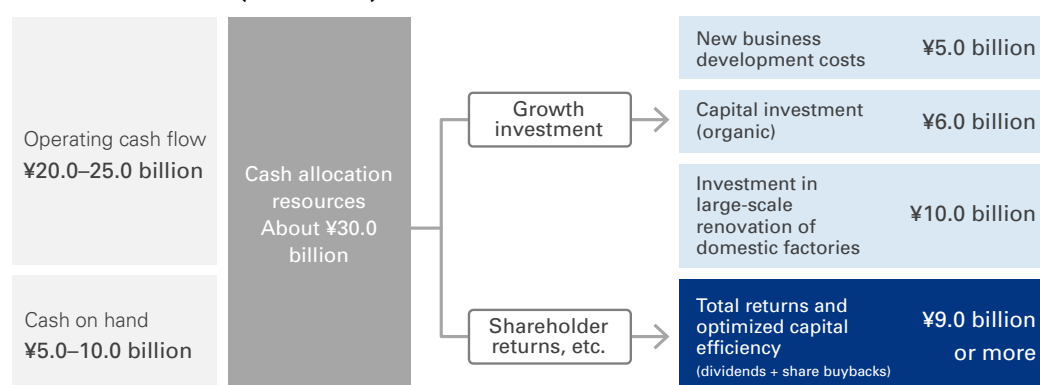 Operating cash flow
¥20.0–25.0 billion
Cash on hand
¥5.0–10.0 billion
Cash allocation
resources
About ¥30.0
billion
Growth
investment
Shareholder
returns, etc.
New business
development costs
¥5.0 billion
Capital investment
(organic)
¥6.0 billion
Investment in
large-scale
renovation of
domestic factories
¥10.0 billion
Total returns and
optimized capital
efficiency
(dividends + share buybacks)
¥9.0 billion
or more